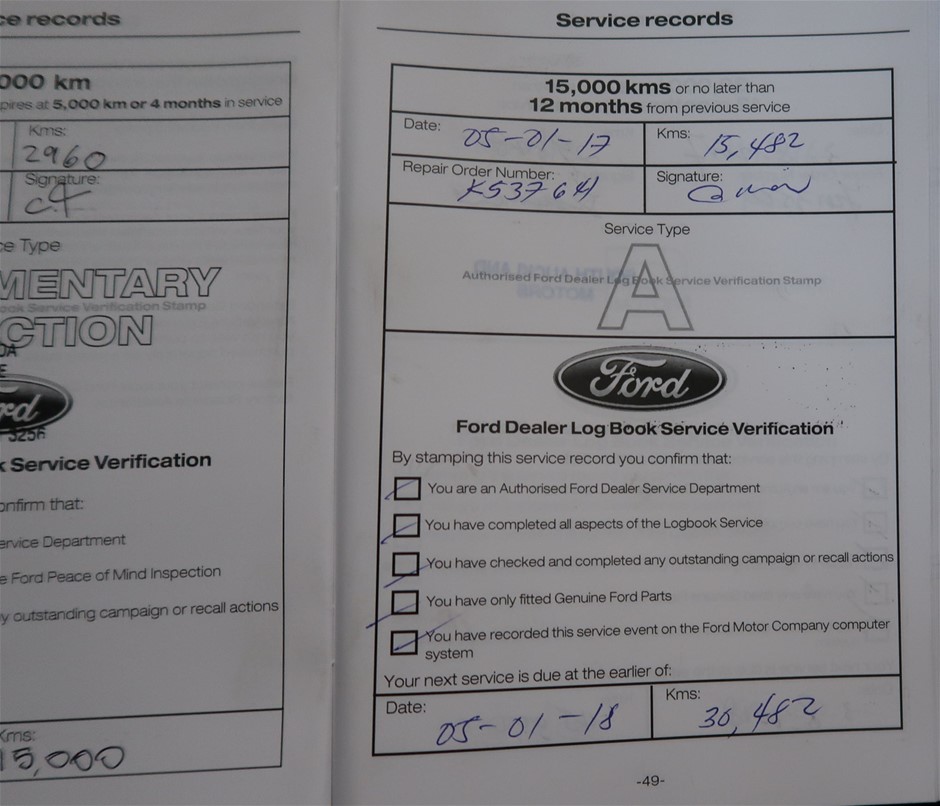 ce records
000 km
pires at 5,000 km or 4 months in service
Kms:
2960
Signature:
ce Type
MENTARY
ook Service Verification Stamp
CTION
OA
E
rd
3256
k Service Verification
onfirm that:
ervice Department
e Ford Peace of Mind Inspection
y outstanding campaign or recall actions
Kms:
15,000
Service records
15,000 kms or no later than
12 months from previous service
Date: 05-01-17
Kms: 15,482
Repair Order Number: K53764
Signature:
Service Type
A
Authorised Ford Dealer Log Book Service Verification Stamp
Ford
Ford Dealer Log Book Service Verification
By stamping this service record you confirm that:
You are an Authorised Ford Dealer Service Department
You have completed all aspects of the Logbook Service
You have checked and completed any outstanding campaign or recall actions
You have only fitted Genuine Ford Parts
You have recorded this service event on the Ford Motor Company computer
system
Your next service is due at the earlier of:
Date: 05-01-18
Kms: 30,482
-49-